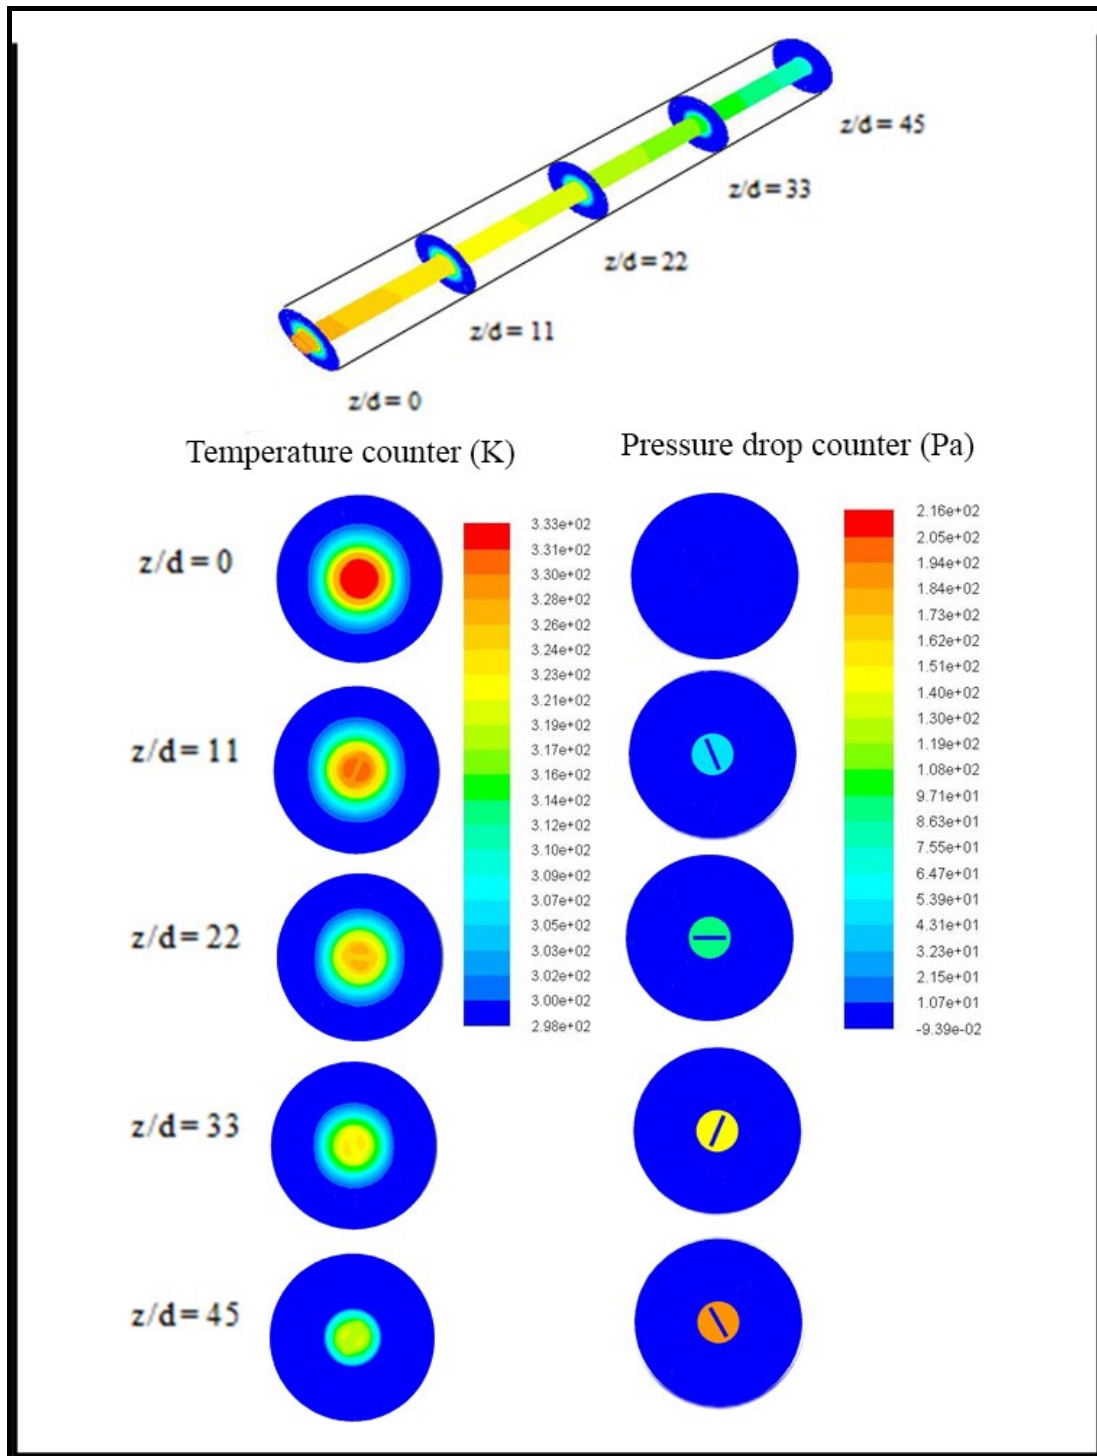 z/d = 45
z/d = 33
z/d = 22
z/d = 11
z/d = 0
Temperature counter (K)
Pressure drop counter (Pa)
z/d = 0
z/d = 11
z/d = 22
z/d = 33
z/d = 45
3.33e+02
3.31e+02
3.30e+02
3.28e+02
3.26e+02
3.24e+02
3.23e+02
3.21e+02
3.19e+02
3.17e+02
3.16e+02
3.14e+02
3.12e+02
3.10e+02
3.09e+02
3.07e+02
3.05e+02
3.03e+02
3.02e+02
3.00e+02
2.98e+02
2.16e+02
2.05e+02
1.94e+02
1.84e+02
1.73e+02
1.62e+02
1.51e+02
1.40e+02
1.30e+02
1.19e+02
1.08e+02
9.71e+01
8.63e+01
7.55e+01
6.47e+01
5.39e+01
4.31e+01
3.23e+01
2.15e+01
1.07e+01
-9.39e-02